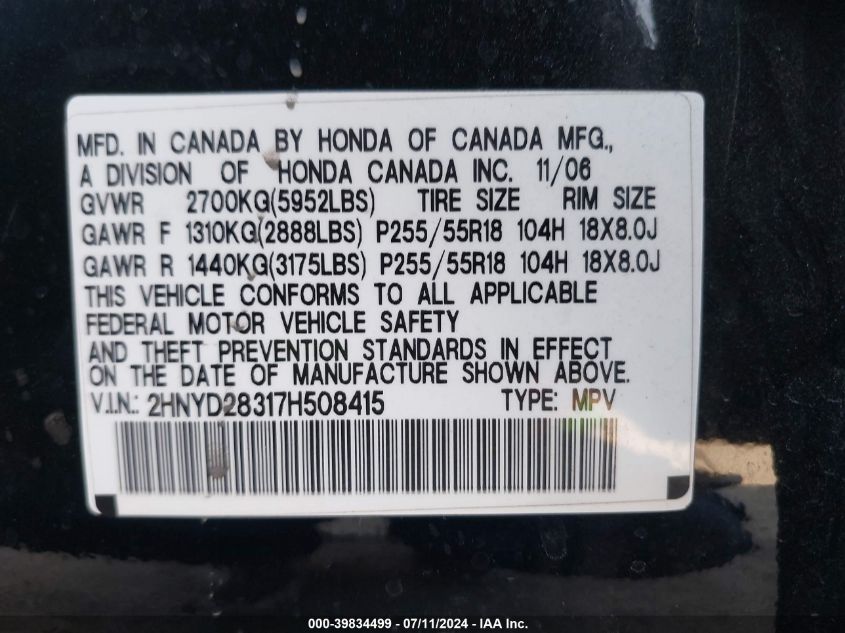 MFD. IN CANADA BY HONDA OF CANADA MFG.,
A DIVISION OF HONDA CANADA INC. 11/06
GVWR 2700KG(5952LBS) TIRE SIZE RIM SIZE
GAWR F 1310KG(2888LBS) P255/55R18 104H 18X8.0J
GAWR R 1440KG(3175LBS) P255/55R18 104H 18X8.0J
THIS VEHICLE CONFORMS TO ALL APPLICABLE
FEDERAL MOTOR VEHICLE SAFETY
AND THEFT PREVENTION STANDARDS IN EFFECT
ON THE DATE OF MANUFACTURE SHOWN ABOVE.
V.I.N.: 2HNYD28317H508415 TYPE: MPV
000-39834499 - 07/11/2024 - IAA Inc.